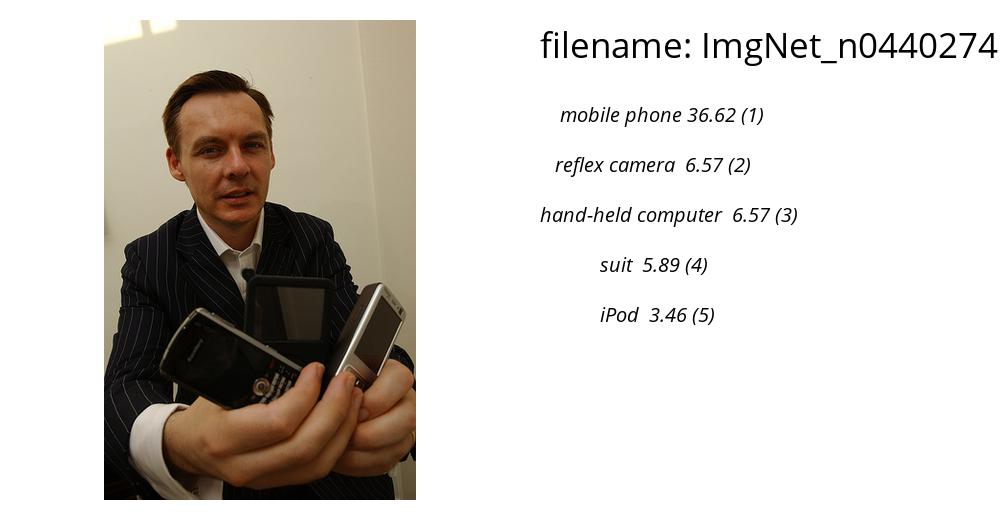 filename: ImgNet_n0440274
mobile phone 36.62 (1)
reflex camera 6.57 (2)
hand-held computer 6.57 (3)
suit 5.89 (4)
iPod 3.46 (5)